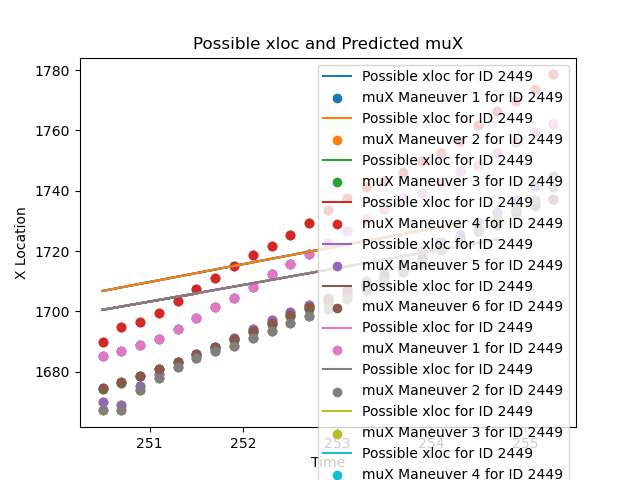 Possible xloc and Predicted muX
1780
1760
1740
1720
1700
1680
X Location
251
252
253
254
255
Time
Possible xloc for ID 2449
muX Maneuver 1 for ID 2449
Possible xloc for ID 2449
muX Maneuver 2 for ID 2449
Possible xloc for ID 2449
muX Maneuver 3 for ID 2449
Possible xloc for ID 2449
muX Maneuver 4 for ID 2449
Possible xloc for ID 2449
muX Maneuver 5 for ID 2449
Possible xloc for ID 2449
muX Maneuver 6 for ID 2449
Possible xloc for ID 2449
muX Maneuver 1 for ID 2449
Possible xloc for ID 2449
muX Maneuver 2 for ID 2449
Possible xloc for ID 2449
muX Maneuver 3 for ID 2449
Possible xloc for ID 2449
muX Maneuver 4 for ID 2449